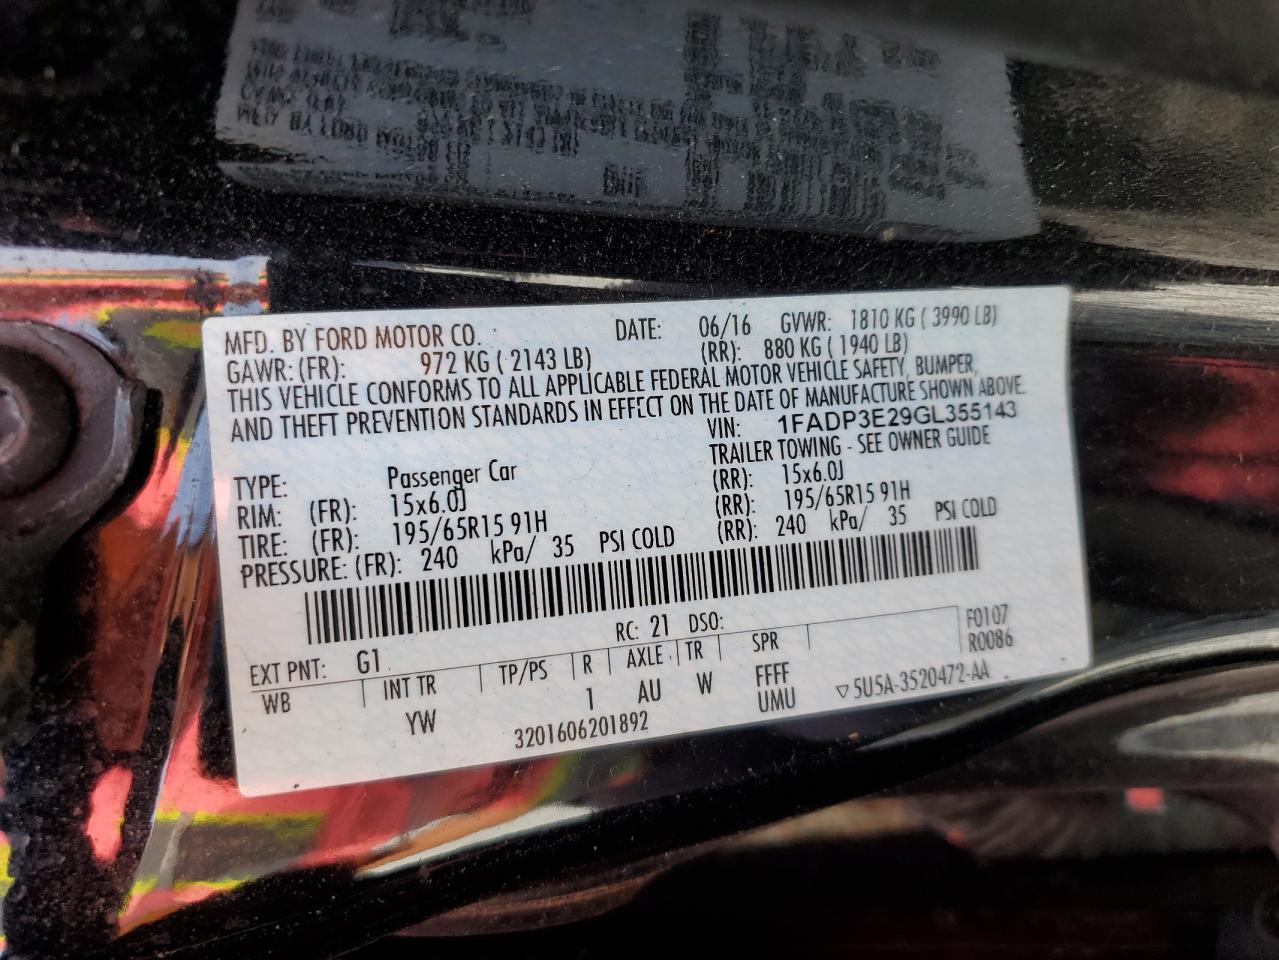 MFD. BY FORD MOTOR CO. DATE: 06/16 GVWR: 1810 KG ( 3990 LB)
GAWR: (FR): 972 KG ( 2143 LB) (RR): 880 KG ( 1940 LB)
THIS VEHICLE CONFORMS TO ALL APPLICABLE FEDERAL MOTOR VEHICLE SAFETY, BUMPER,
AND THEFT PREVENTION STANDARDS IN EFFECT ON THE DATE OF MANUFACTURE SHOWN ABOVE.
VIN: 1FADP3E29GL355143
TYPE: Passenger Car TRAILER TOWING - SEE OWNER GUIDE
RIM: (FR): 15x6.0J (RR): 15x6.0J
TIRE: (FR): 195/65R15 91H (RR): 195/65R15 91H
PRESSURE: (FR): 240 kPa/ 35 PSI COLD (RR): 240 kPa/ 35 PSI COLD
RC: 21 DSO:
EXT PNT: G1 F0107
WB INT TR TP/PS R AXLE TR SPR R0086
YW 1 AU W FFFF ▽5U5A-3520472-AA
3201606201892 UMU